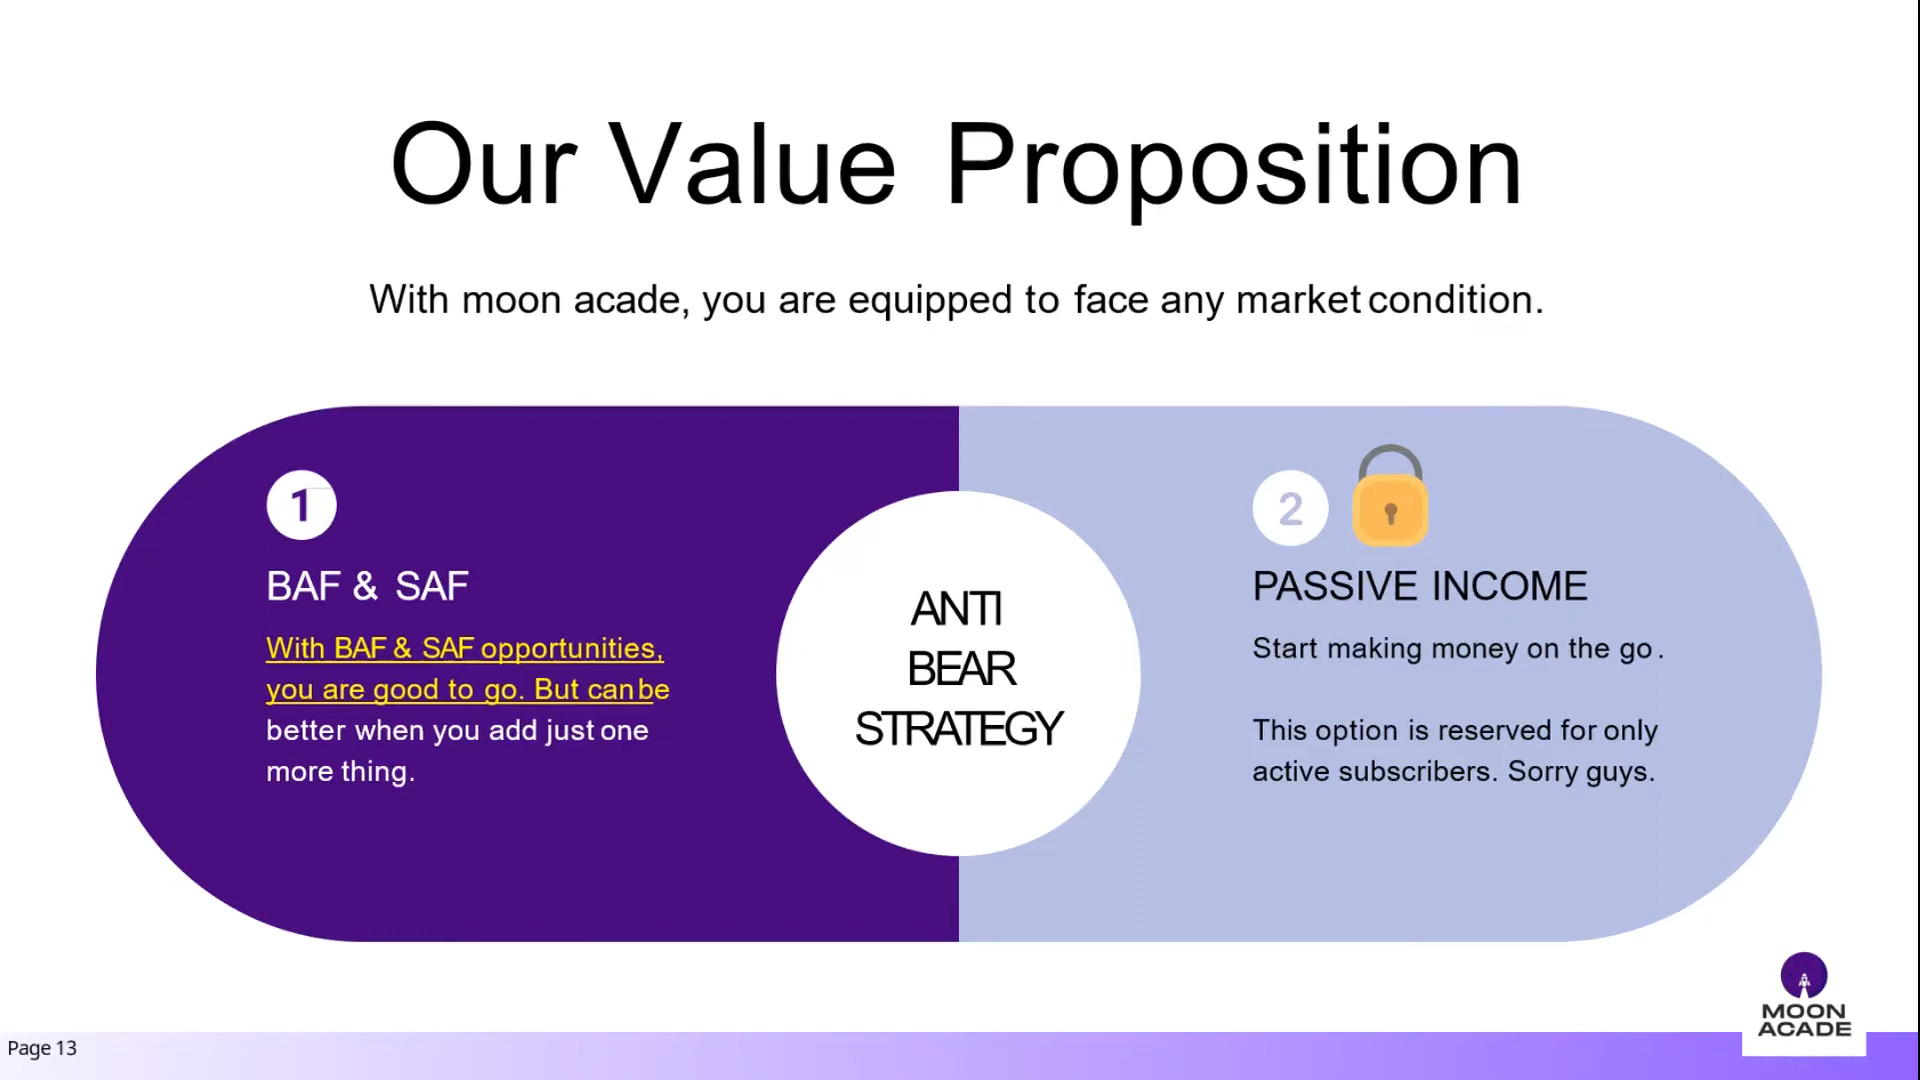 Our Value Proposition
With moon acade, you are equipped to face any market condition.
1
BAF & SAF
With BAF & SAF opportunities,
you are good to go. But can be
better when you add just one
more thing.
ANTI
BEAR
STRATEGY
2
PASSIVE INCOME
Start making money on the go .
This option is reserved for only
active subscribers. Sorry guys.
MOON
ACADE
Page 13